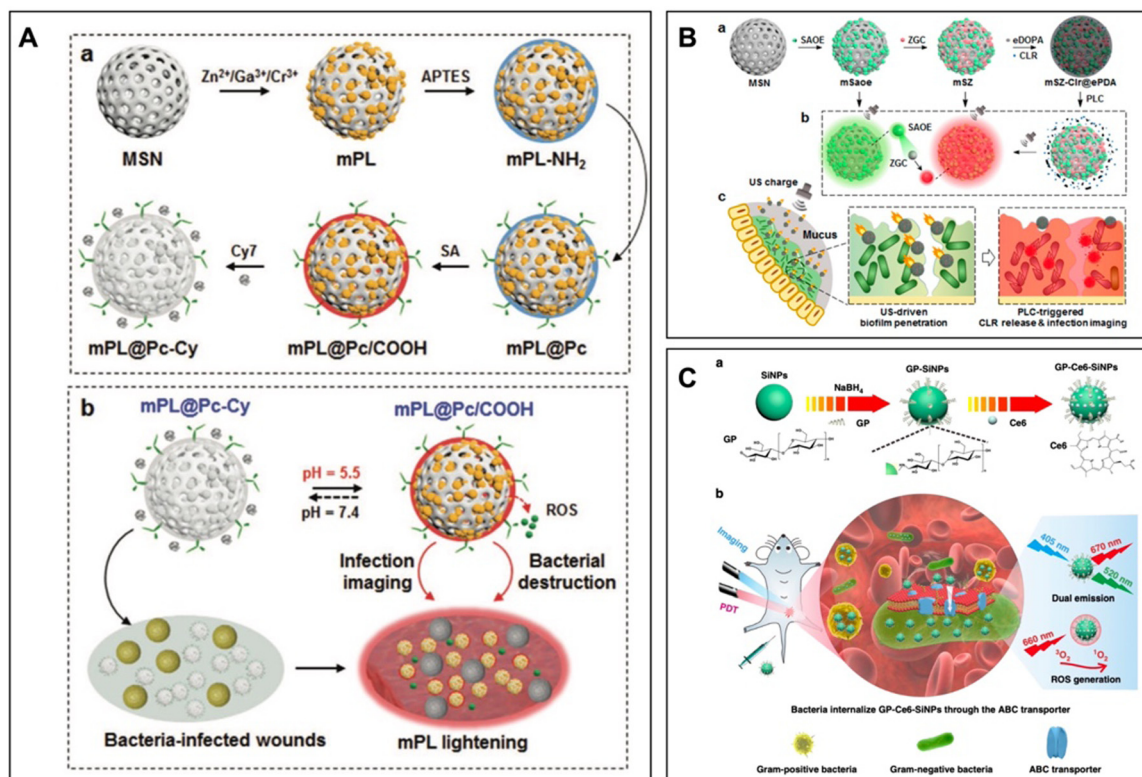 A
a
Zn2+/Ga3+/Cr3+
APTES
MSN
mPL
mPL-NH2
Cy7
SA
mPL@Pc-Cy
mPL@Pc/COOH
mPL@Pc
b
mPL@Pc-Cy
mPL@Pc/COOH
pH = 5.5
pH = 7.4
ROS
Infection
imaging
Bacterial
destruction
Bacteria-infected wounds
mPL lightening
B
a
SAOE
ZGC
eDOPA
CLR
MSN
mSaoe
mSZ
mSZ-Clr@ePDA
PLC
b
SAOE
ZGC
US charge
c
Mucus
US-driven
biofilm penetration
PLC-triggered
CLR release & infection imaging
C
a
SiNPs
GP-SiNPs
GP-Ce6-SiNPs
NaBH4
GP
Ce6
GP
Ce6
b
Imaging
PDT
405 nm
670 nm
520 nm
Dual emission
660 nm
3O2
1O2
ROS generation
Bacteria internalize GP-Ce6-SiNPs through the ABC transporter
Gram-positive bacteria
Gram-negative bacteria
ABC transporter